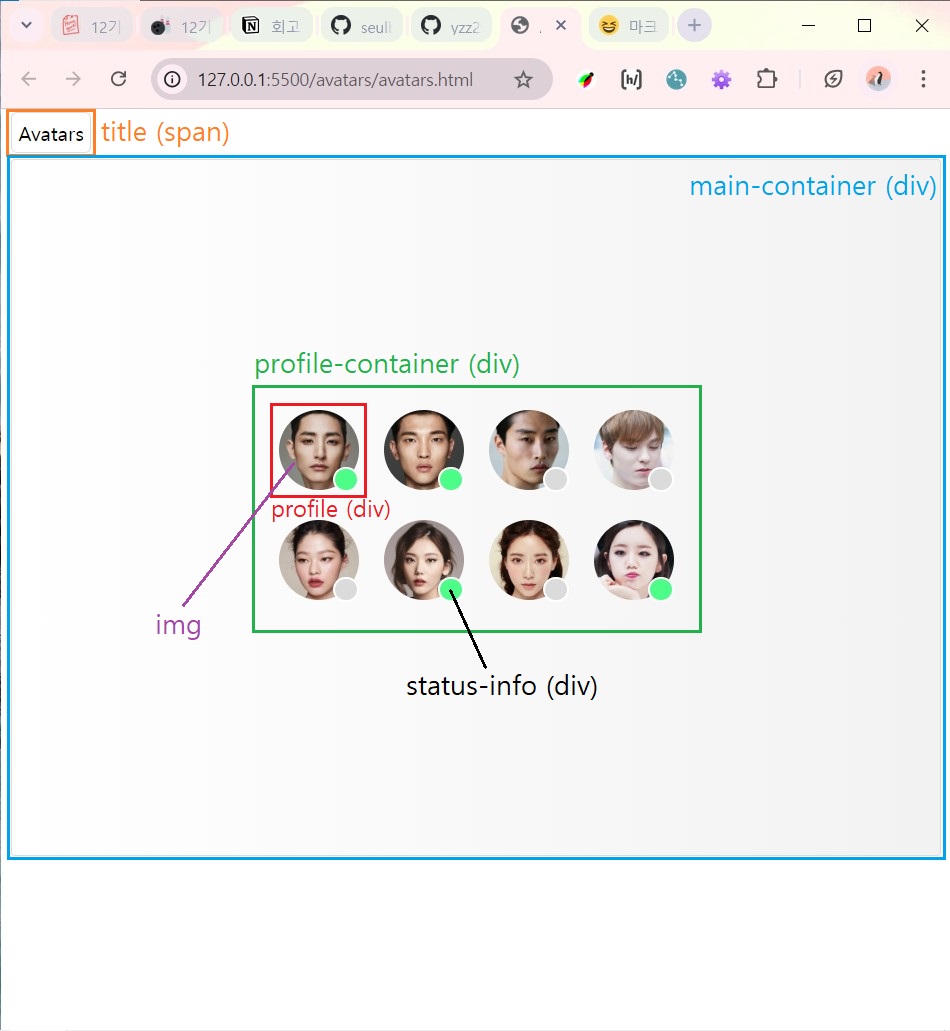 12기
12기
회고
seuli
yzz2
마크
127.0.0.1:5500/avatars/avatars.html
Avatars
title (span)
main-container (div)
profile-container (div)
profile (div)
img
status-info (div)